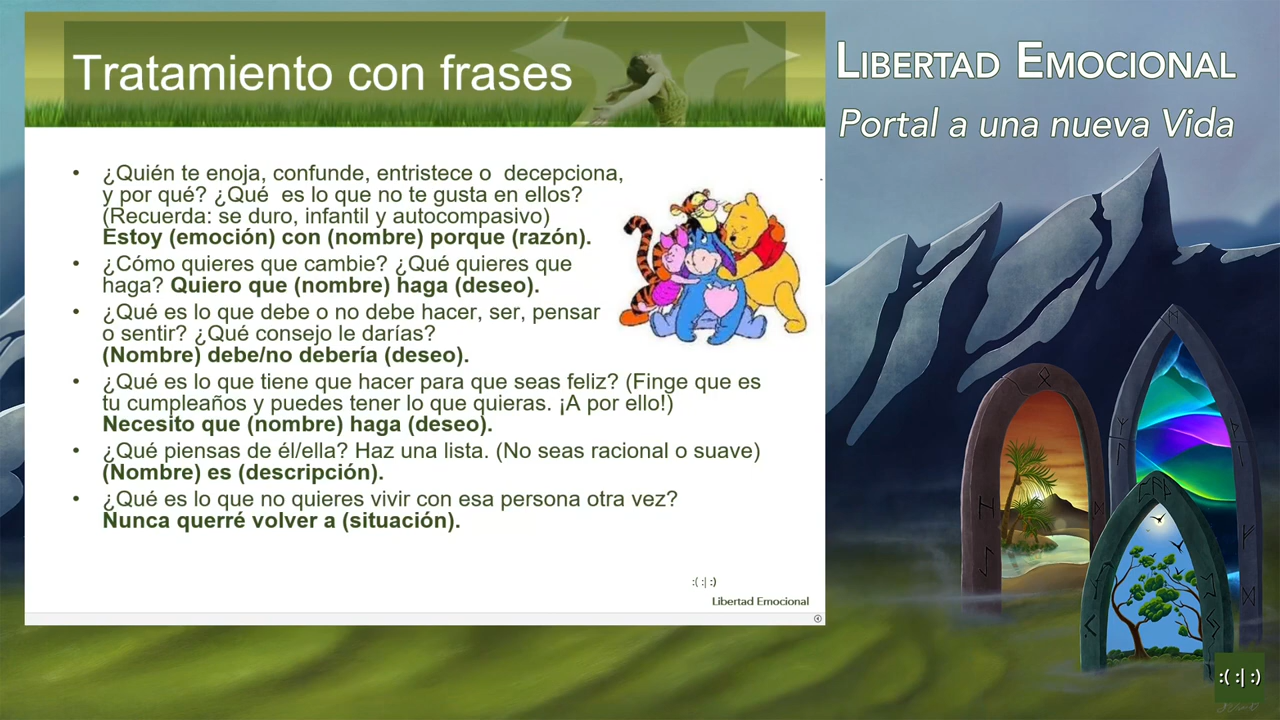 Tratamiento con frases
• ¿Quién te enoja, confunde, entristece o decepciona,
y por qué? ¿Qué es lo que no te gusta en ellos?
(Recuerda: se duro, infantil y autocompasivo)
Estoy (emoción) con (nombre) porque (razón).
• ¿Cómo quieres que cambie? ¿Qué quieres que
haga? Quiero que (nombre) haga (deseo).
• ¿Qué es lo que debe o no debe hacer, ser, pensar
o sentir? ¿Qué consejo le darías?
(Nombre) debe/no debería (deseo).
• ¿Qué es lo que tiene que hacer para que seas feliz? (Finge que es
tu cumpleaños y puedes tener lo que quieras. ¡A por ello!)
Necesito que (nombre) haga (deseo).
• ¿Qué piensas de él/ella? Haz una lista. (No seas racional o suave)
(Nombre) es (descripción).
• ¿Qué es lo que no quieres vivir con esa persona otra vez?
Nunca querré volver a (situación).
:( :| :)
Libertad Emocional
LIBERTAD EMOCIONAL
Portal a una nueva Vida
:( :| :)